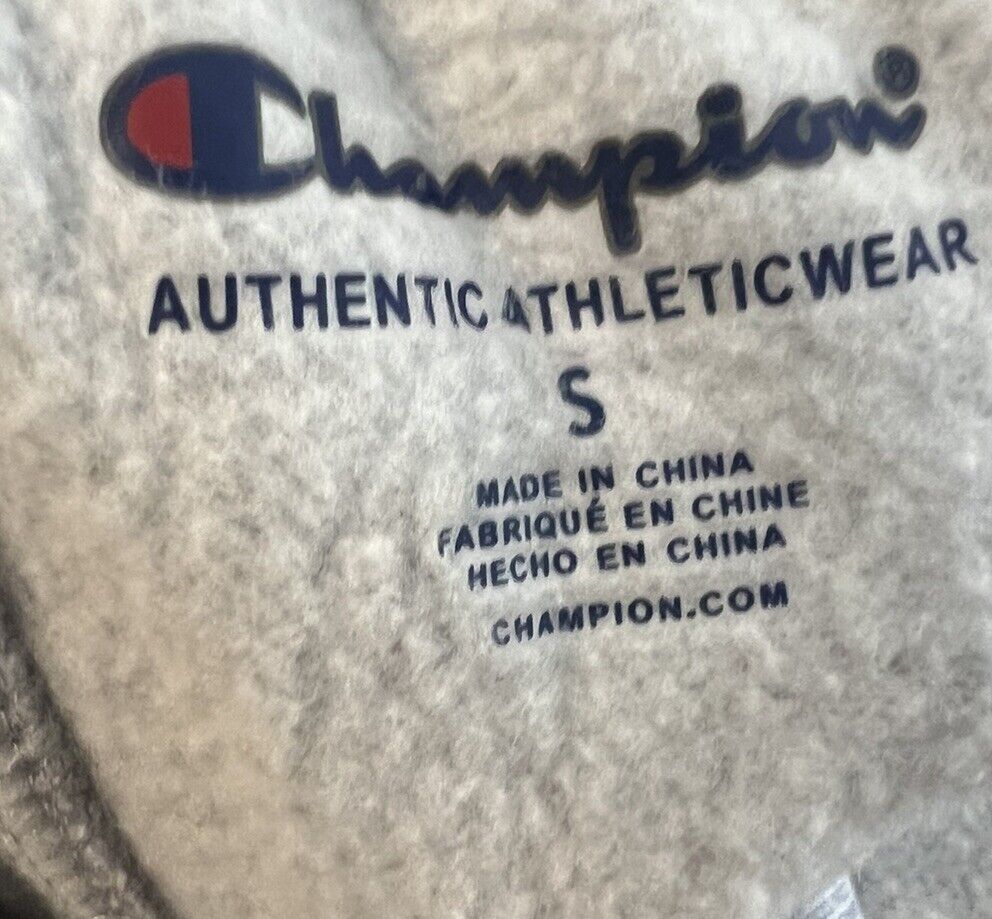 Champion®
AUTHENTIC ATHLETICWEAR
S
MADE IN CHINA
FABRIQUÉ EN CHINE
HECHO EN CHINA
CHAMPION.COM